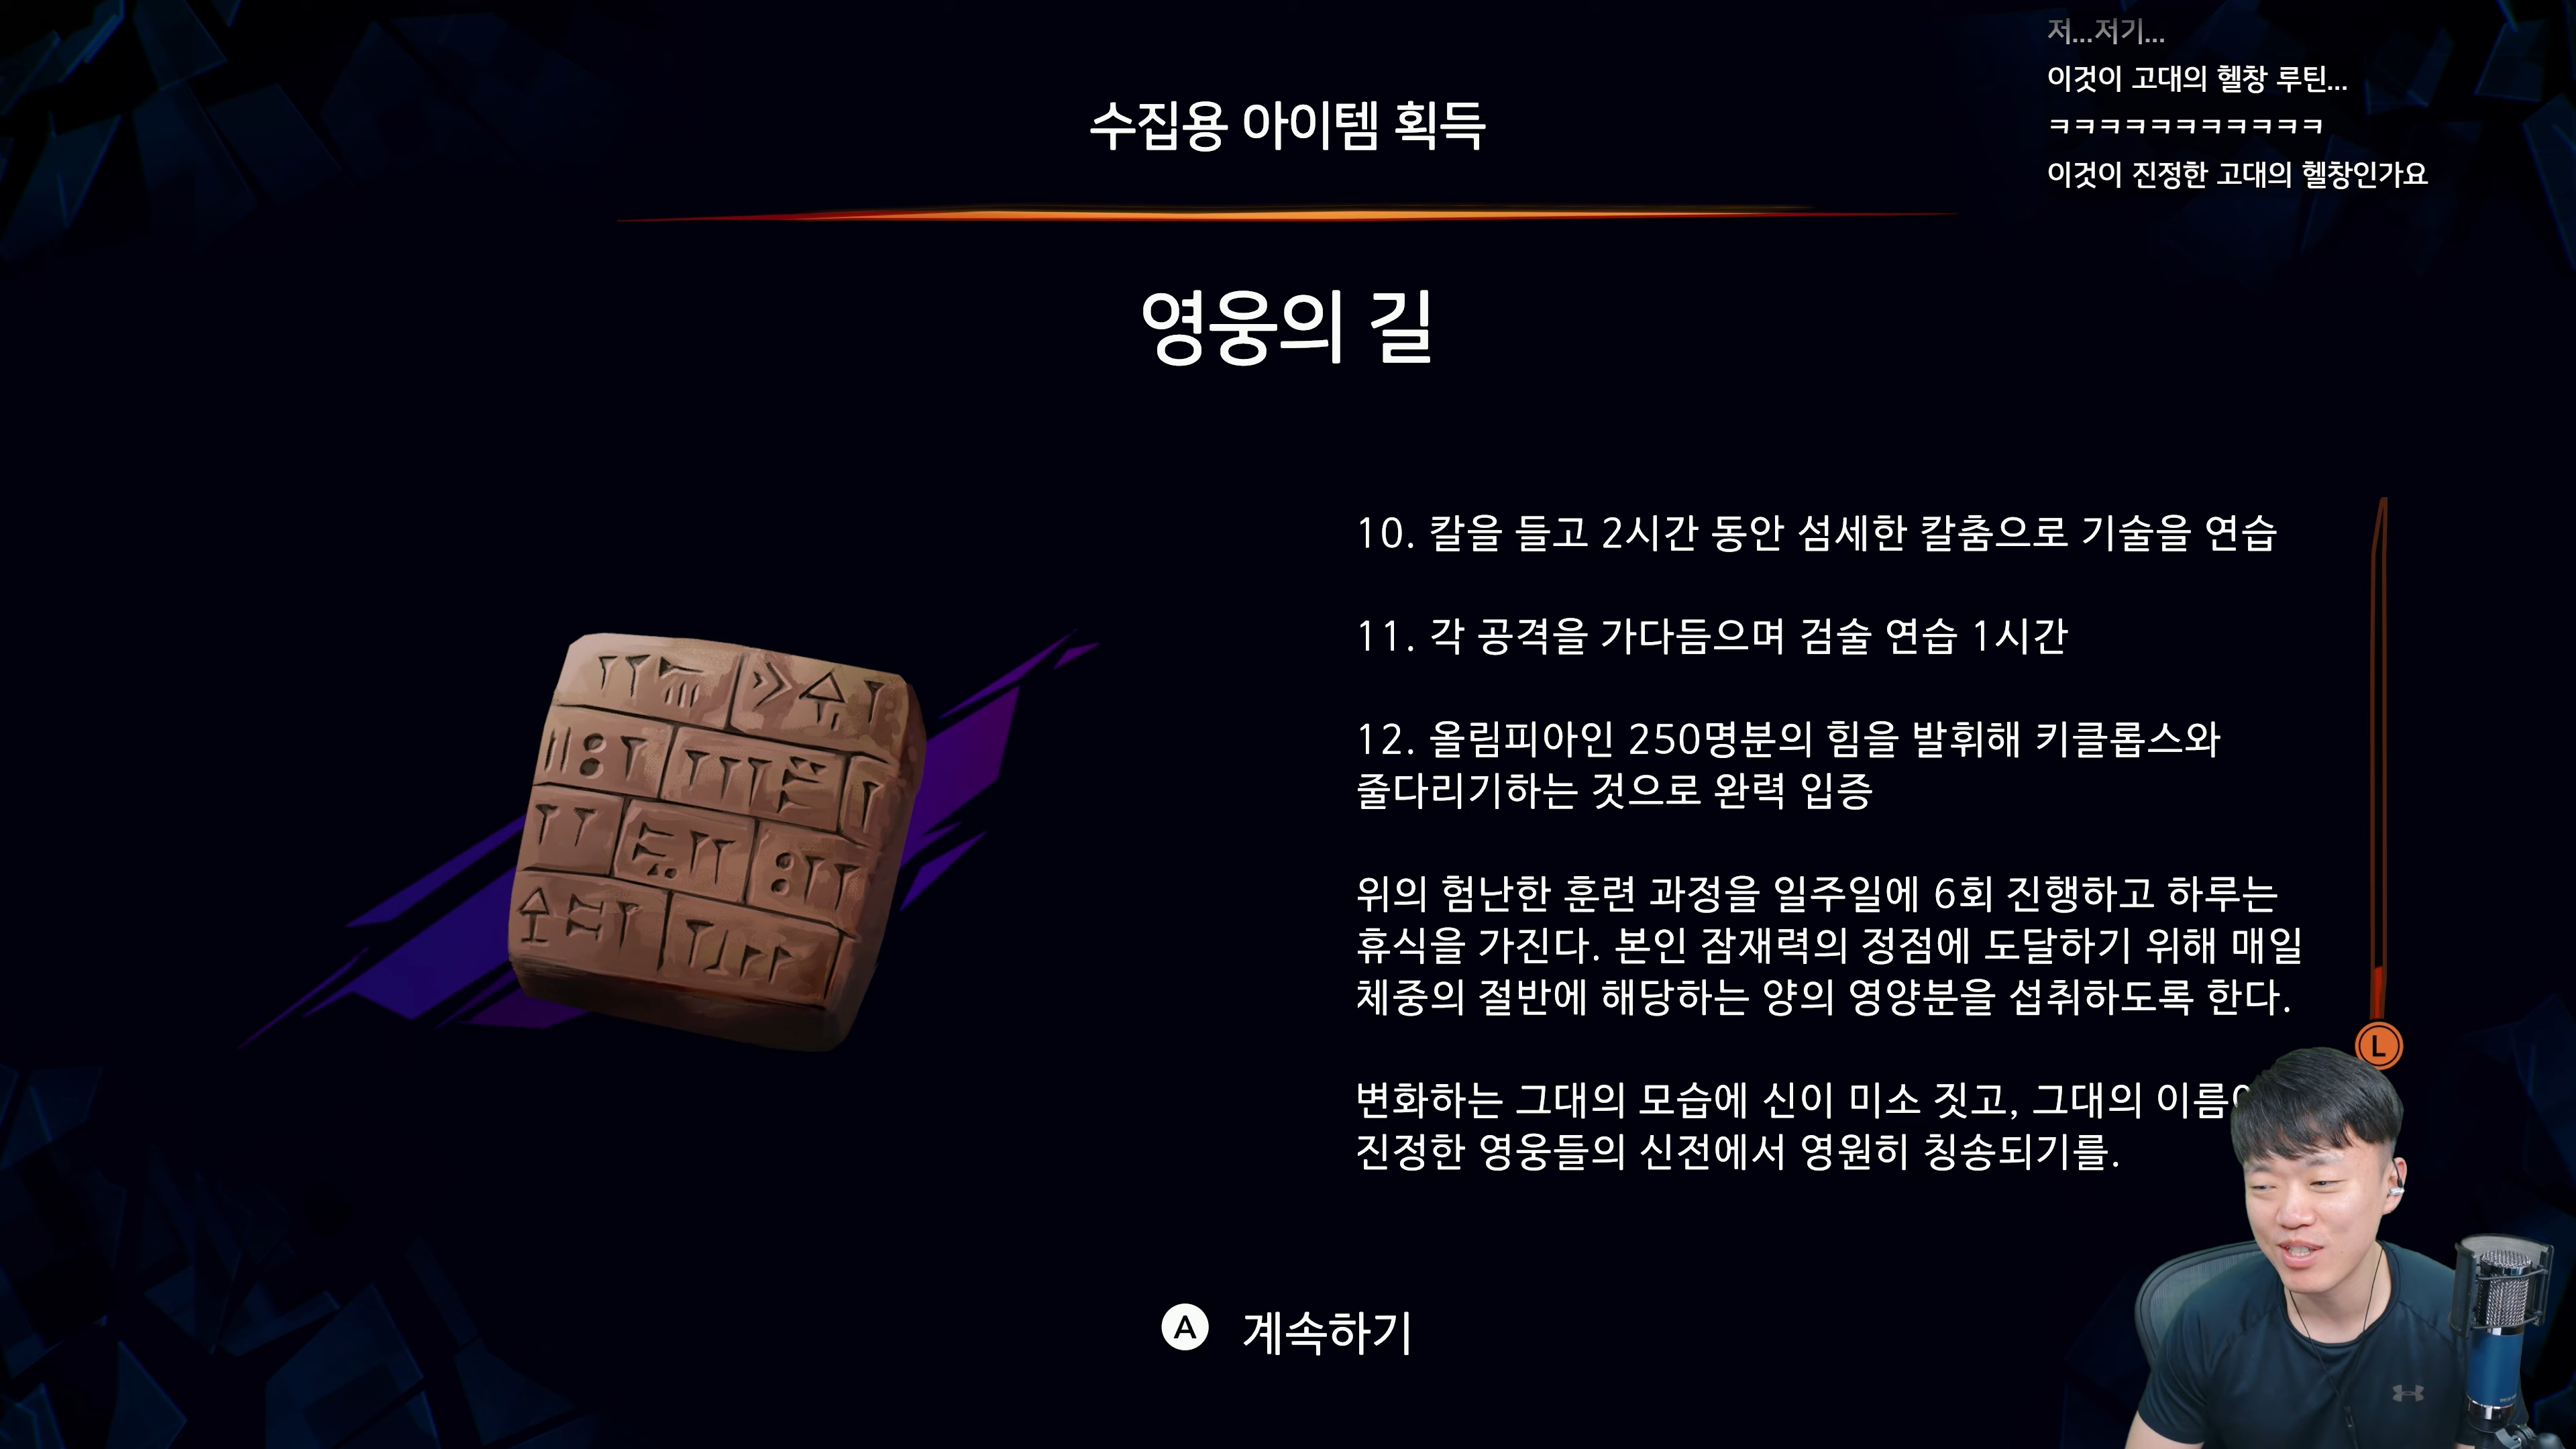 저...저기...
이것이 고대의 헬창 루틴...
ㅋㅋㅋㅋㅋㅋㅋㅋㅋㅋㅋ
이것이 진정한 고대의 헬창인가요
수집용 아이템 획득
영웅의 길
10. 칼을 들고 2시간 동안 섬세한 칼춤으로 기술을 연습
11. 각 공격을 가다듬으며 검술 연습 1시간
12. 올림피아인 250명분의 힘을 발휘해 키클롭스와
줄다리기하는 것으로 완력 입증
위의 험난한 훈련 과정을 일주일에 6회 진행하고 하루는
휴식을 가진다. 본인 잠재력의 정점에 도달하기 위해 매일
체중의 절반에 해당하는 양의 영양분을 섭취하도록 한다.
L
변화하는 그대의 모습에 신이 미소 짓고, 그대의
진정한 영웅들의 신전에서 영원히 칭송되기를.
A 계속하기